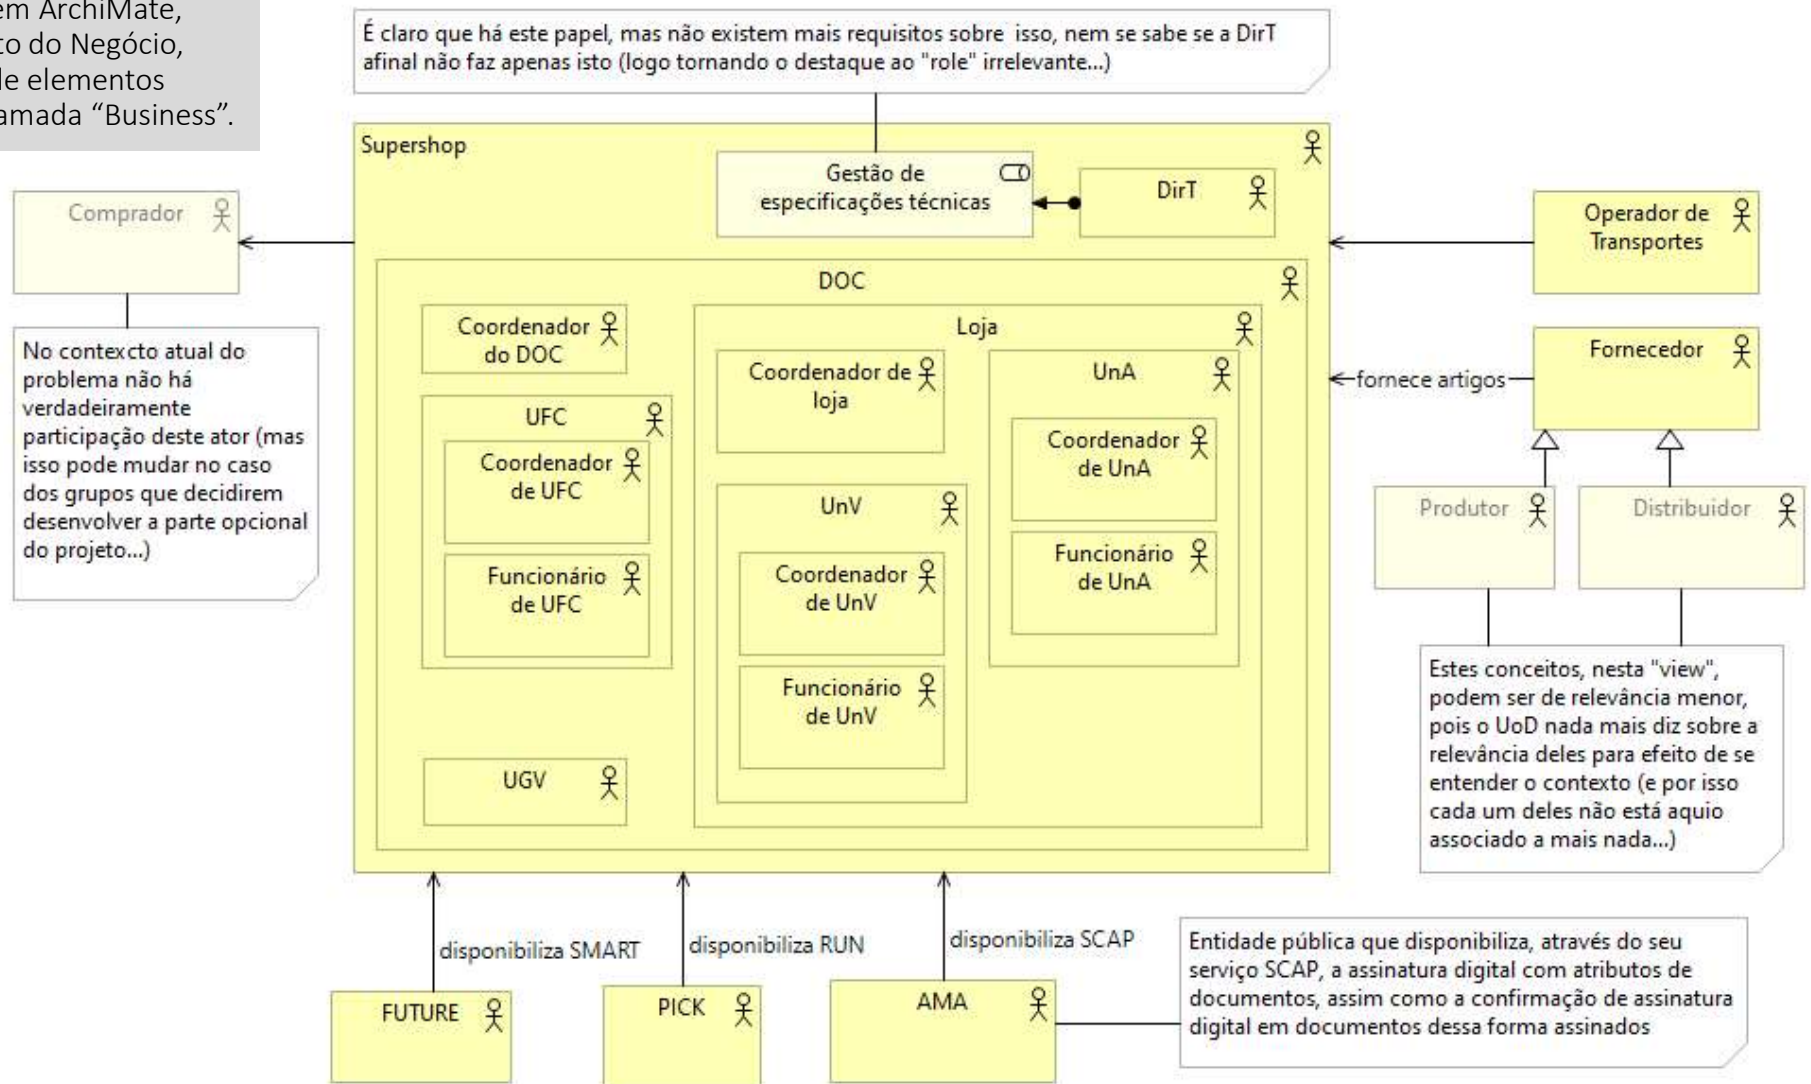 em ArchiMate,
to do Negócio,
de elementos
amada “Business”.
É claro que há este papel, mas não existem mais requisitos sobre isso, nem se sabe se a DirT
afinal não faz apenas isto (logo tornando o destaque ao "role" irrelevante...)
Supershop
Gestão de
especificações técnicas
DirT
Comprador
Operador de
Transportes
DOC
Coordenador
do DOC
Loja
No contexcto atual do
problema não há
verdadeiramente
participação deste ator (mas
isso pode mudar no caso
dos grupos que decidirem
desenvolver a parte opcional
do projeto...)
Fornecedor
fornece artigos
Coordenador de
loja
UnA
UFC
Coordenador
de UFC
Coordenador
de UnA
UnV
Produtor
Distribuidor
Funcionário
de UFC
Coordenador
de UnV
Funcionário
de UnA
Funcionário
de UnV
Estes conceitos, nesta "view",
podem ser de relevância menor,
pois o UoD nada mais diz sobre a
relevância deles para efeito de se
entender o contexto (e por isso
cada um deles não está aquio
associado a mais nada...)
UGV
disponibiliza SMART
disponibiliza RUN
disponibiliza SCAP
FUTURE
PICK
AMA
Entidade pública que disponibiliza, através do seu
serviço SCAP, a assinatura digital com atributos de
documentos, assim como a confirmação de assinatura
digital em documentos dessa forma assinados